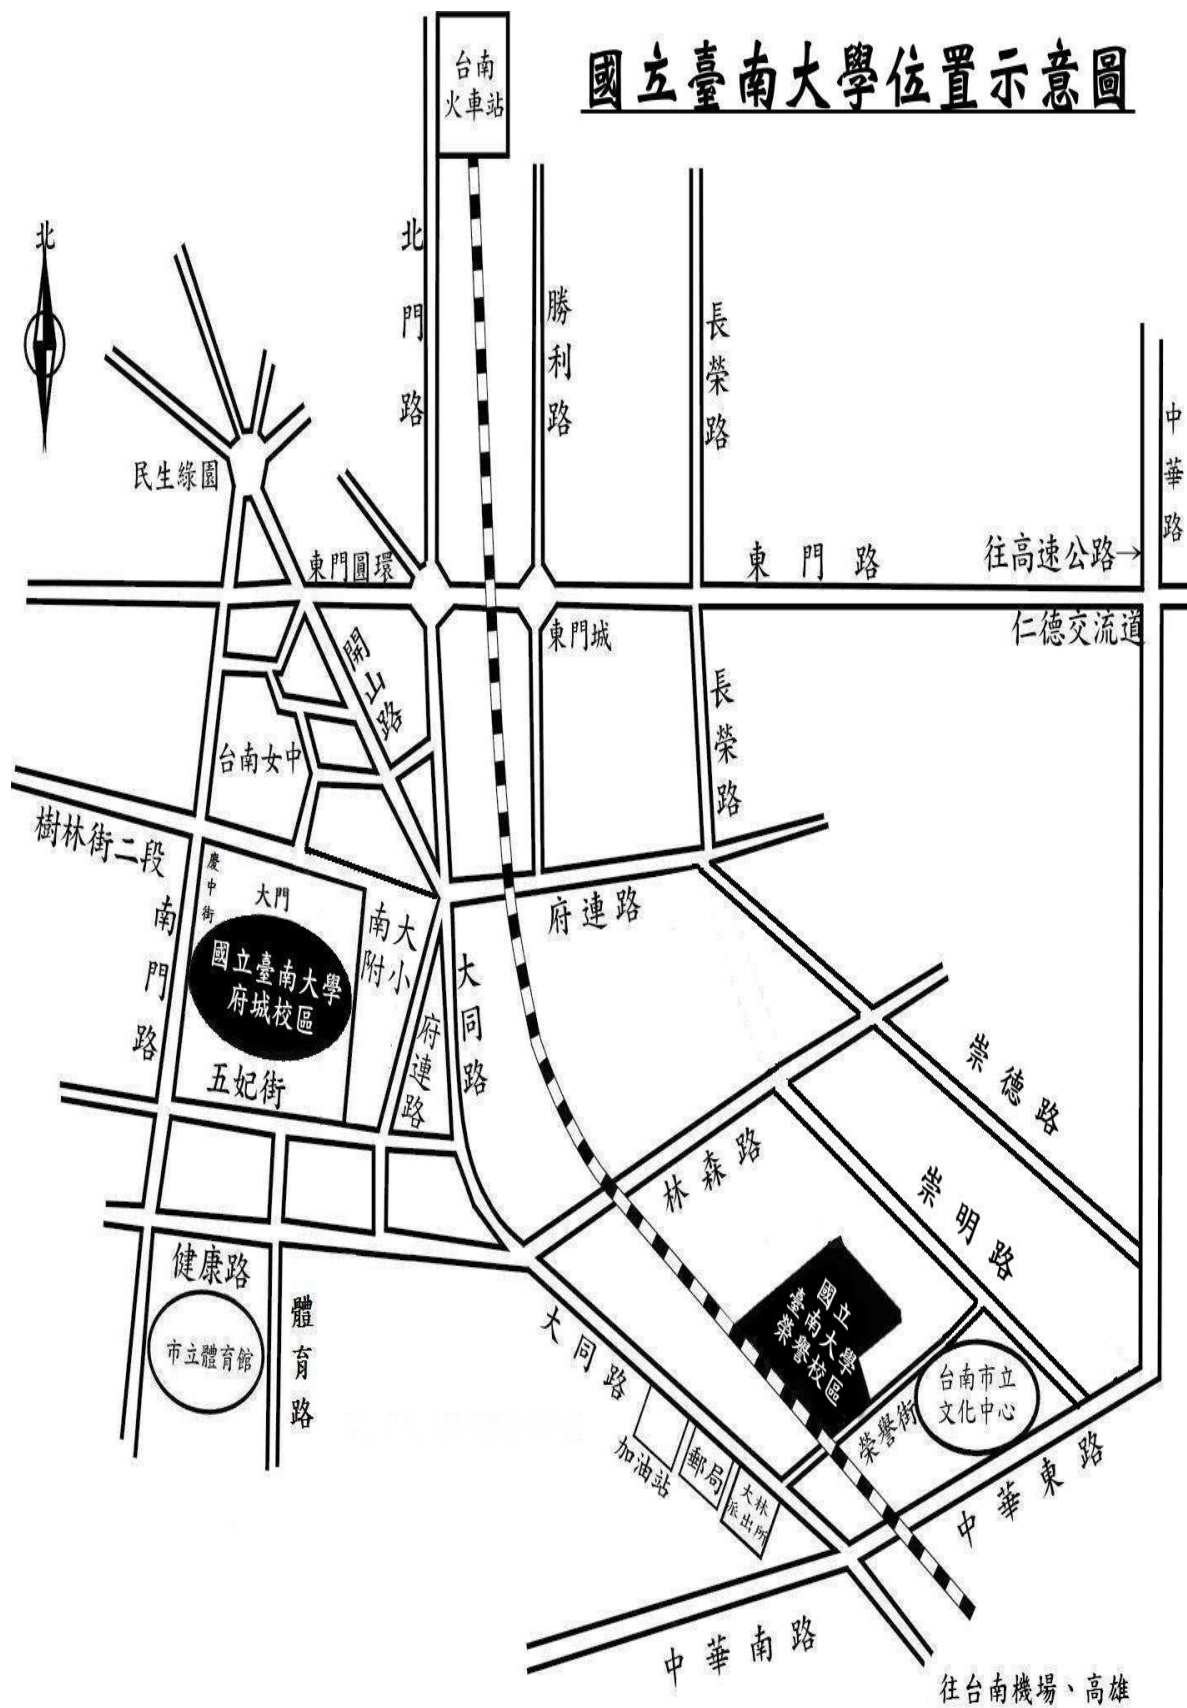 國立臺南大學位置示意圖
台南
火車站
北
北門路
勝利路
長榮路
中華路
民生綠園
東門圓環
東門路
往高速公路→
仁德交流道
東門城
開山路
長榮路
台南女中
樹林街二段
慶中街
大門
南大
附小
南門路
國立臺南大學
府城校區
五妃街
府連路
大同路
府連路
崇德路
崇明路
林森路
健康路
市立體育館
體育路
大同路
國立
臺南大學
榮譽校區
台南市立
文化中心
榮譽街
加油站
郵局
大林
派出所
中華東路
中華南路
往台南機場、高雄